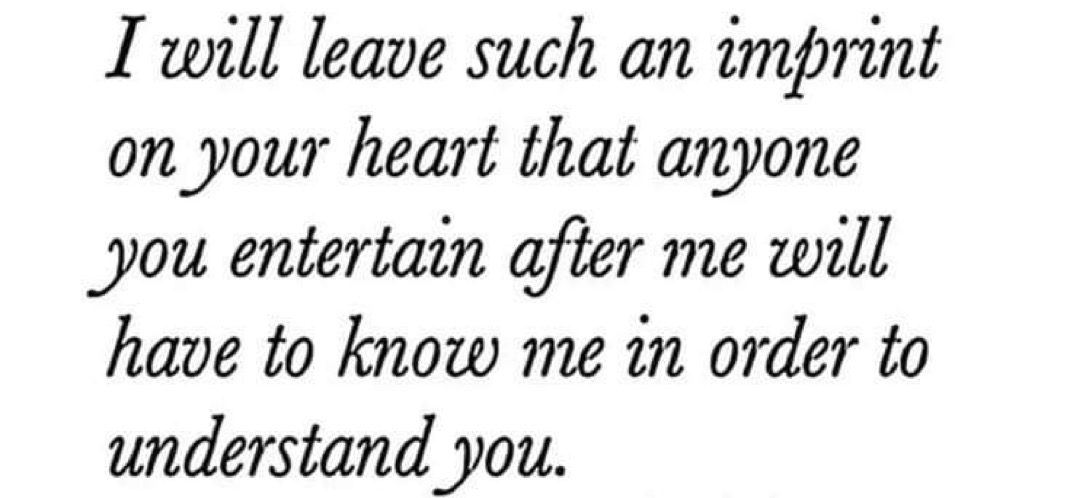 I will leave such an imprint
on your heart that anyone
you entertain after me will
have to know me in order to
understand you.